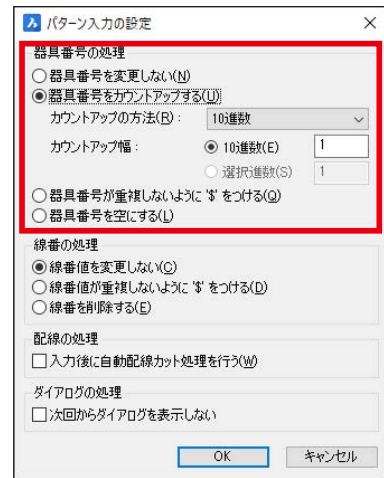 パターン入力の設定
器具番号の処理
器具番号を変更しない(N)
器具番号をカウントアップする(U)
カウントアップの方法(R): 10進数
カウントアップ幅: 10進数(E) 1
選択進数(S) 1
器具番号が重複しないように '$' をつける(Q)
器具番号を空にする(L)
線番の処理
線番値を変更しない(C)
線番値が重複しないように '$' をつける(D)
線番を削除する(E)
配線の処理
入力後に自動配線カット処理を行う(W)
ダイアログの処理
次回からダイアログを表示しない
OK キャンセル